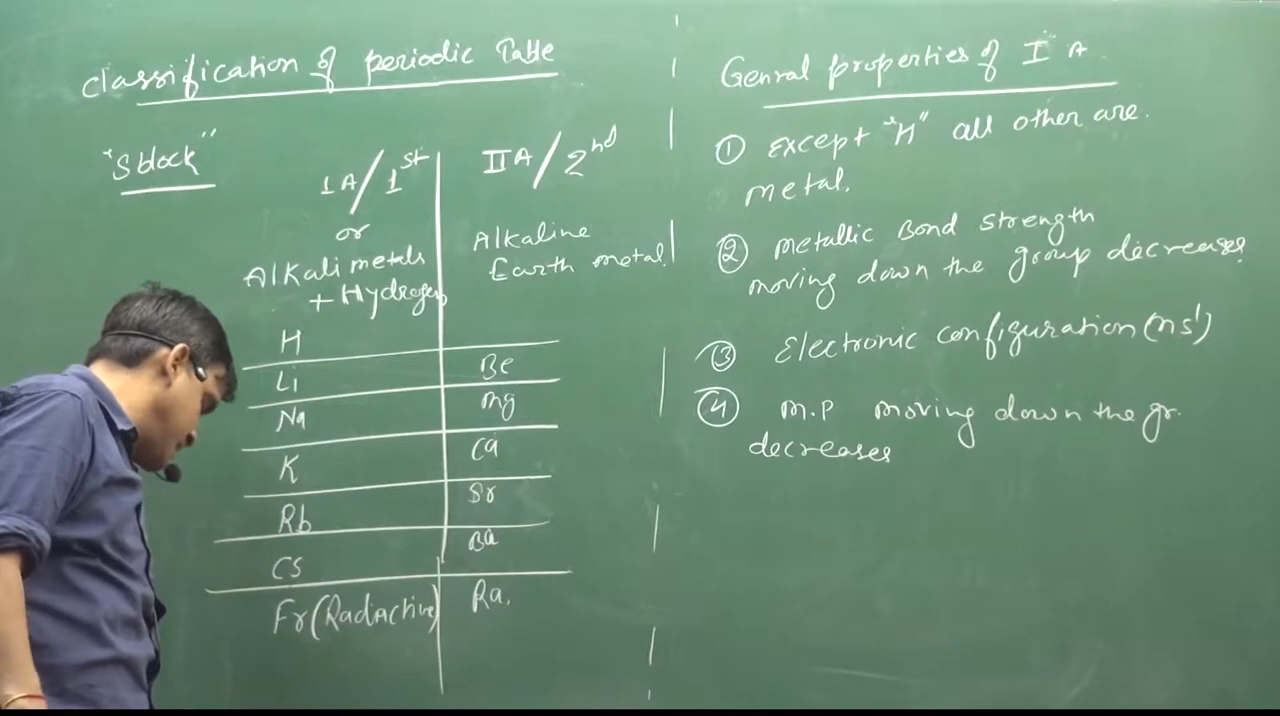 Classification of periodic Table
"S block"
IA/1st
or
Alkali metals
+ Hydrogen
H
Li
Na
K
Rb
Cs
Fr(RadActive)
IIA/2nd
Alkaline
Earth metal
Be
Mg
Ca
Sr
Ba
Ra.
Genral properties of I A
① Except "H" all other are.
metal.
② Metallic Bond strength
moving down the group decreases
③ Electronic configuration (ns¹)
④ M.P moving down the gr.
decreases